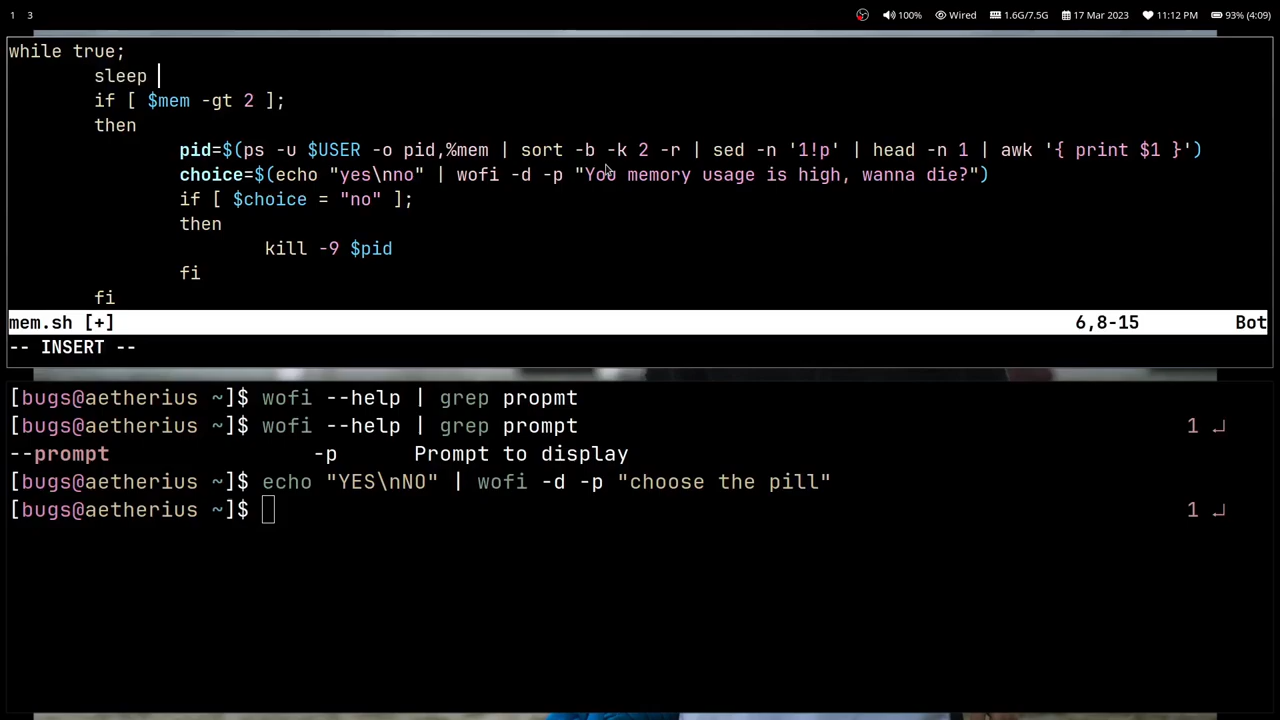 1 3 100% Wired 1.6G/7.5G 17 Mar 2023 11:12 PM 93% (4:09)
while true;
        sleep
        if [ $mem -gt 2 ];
        then
                pid=$(ps -u $USER -o pid,%mem | sort -b -k 2 -r | sed -n '1!p' | head -n 1 | awk '{ print $1 }')
                choice=$(echo "yes\nno" | wofi -d -p "You memory usage is high, wanna die?")
                if [ $choice = "no" ];
                then
                        kill -9 $pid
                fi
        fi
mem.sh [+] 6,8-15 Bot
-- INSERT --
[bugs@aetherius ~]$ wofi --help | grep propmt
[bugs@aetherius ~]$ wofi --help | grep prompt 1 ↵
--prompt -p Prompt to display
[bugs@aetherius ~]$ echo "YES\nNO" | wofi -d -p "choose the pill"
[bugs@aetherius ~]$ 1 ↵